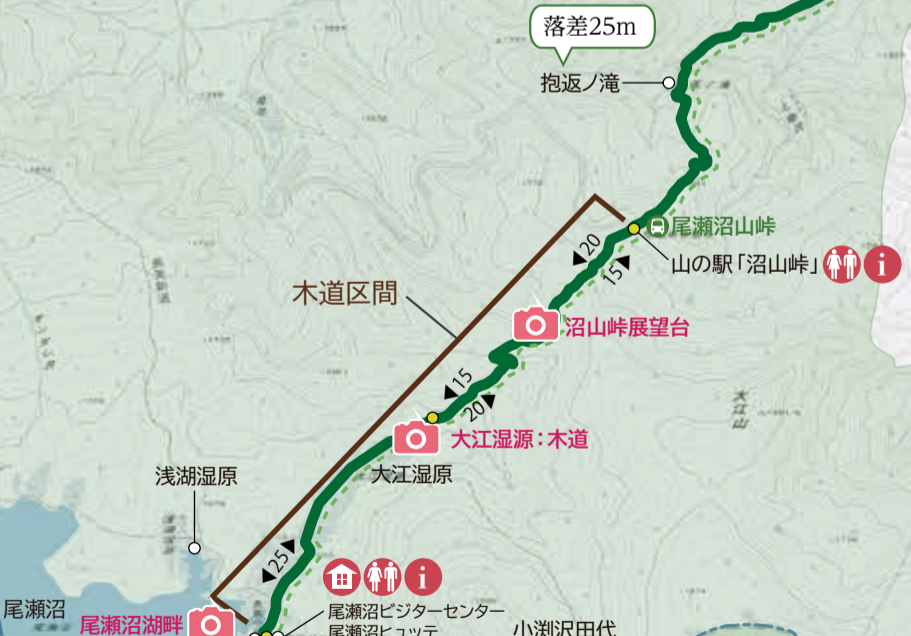 落差25m
抱返ノ滝
尾瀬沼山峠
山の駅「沼山峠」
i
20
15
木道区間
沼山峠展望台
15
20
大江湿源：木道
大江湿原
大江山
浅湖湿原
25
i
尾瀬沼
尾瀬沼湖畔
尾瀬沼ビジターセンター
尾瀬沼ヒュッテ
小渕沢田代